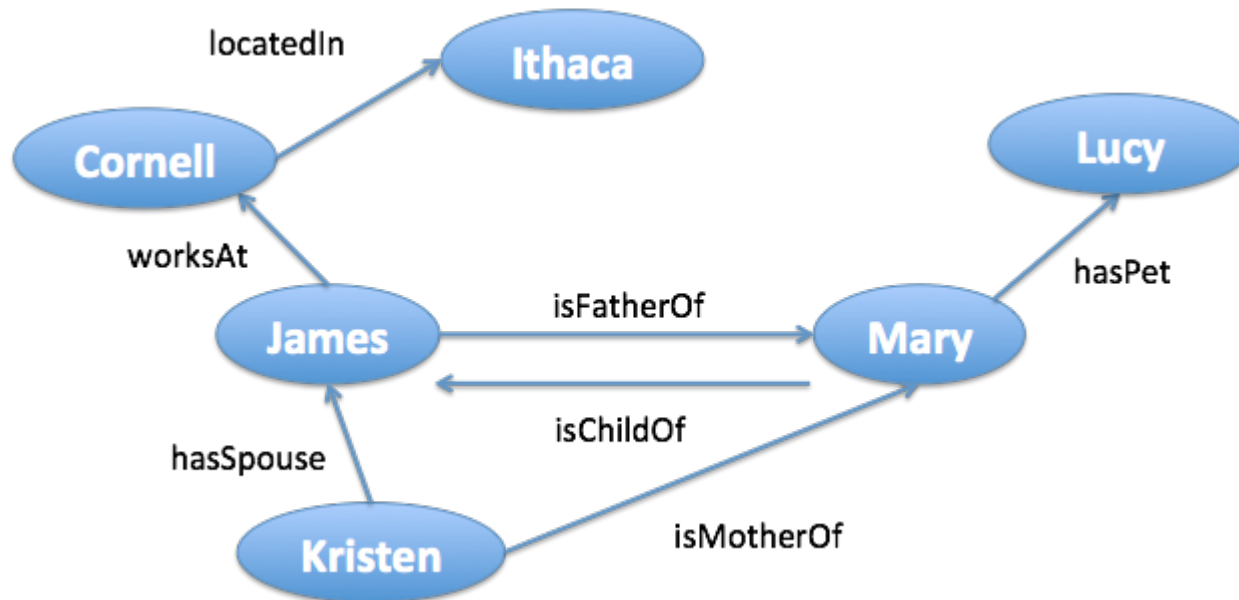 locatedIn
Ithaca
Cornell
Lucy
worksAt
hasPet
isFatherOf
James
Mary
isChildOf
hasSpouse
isMotherOf
Kristen